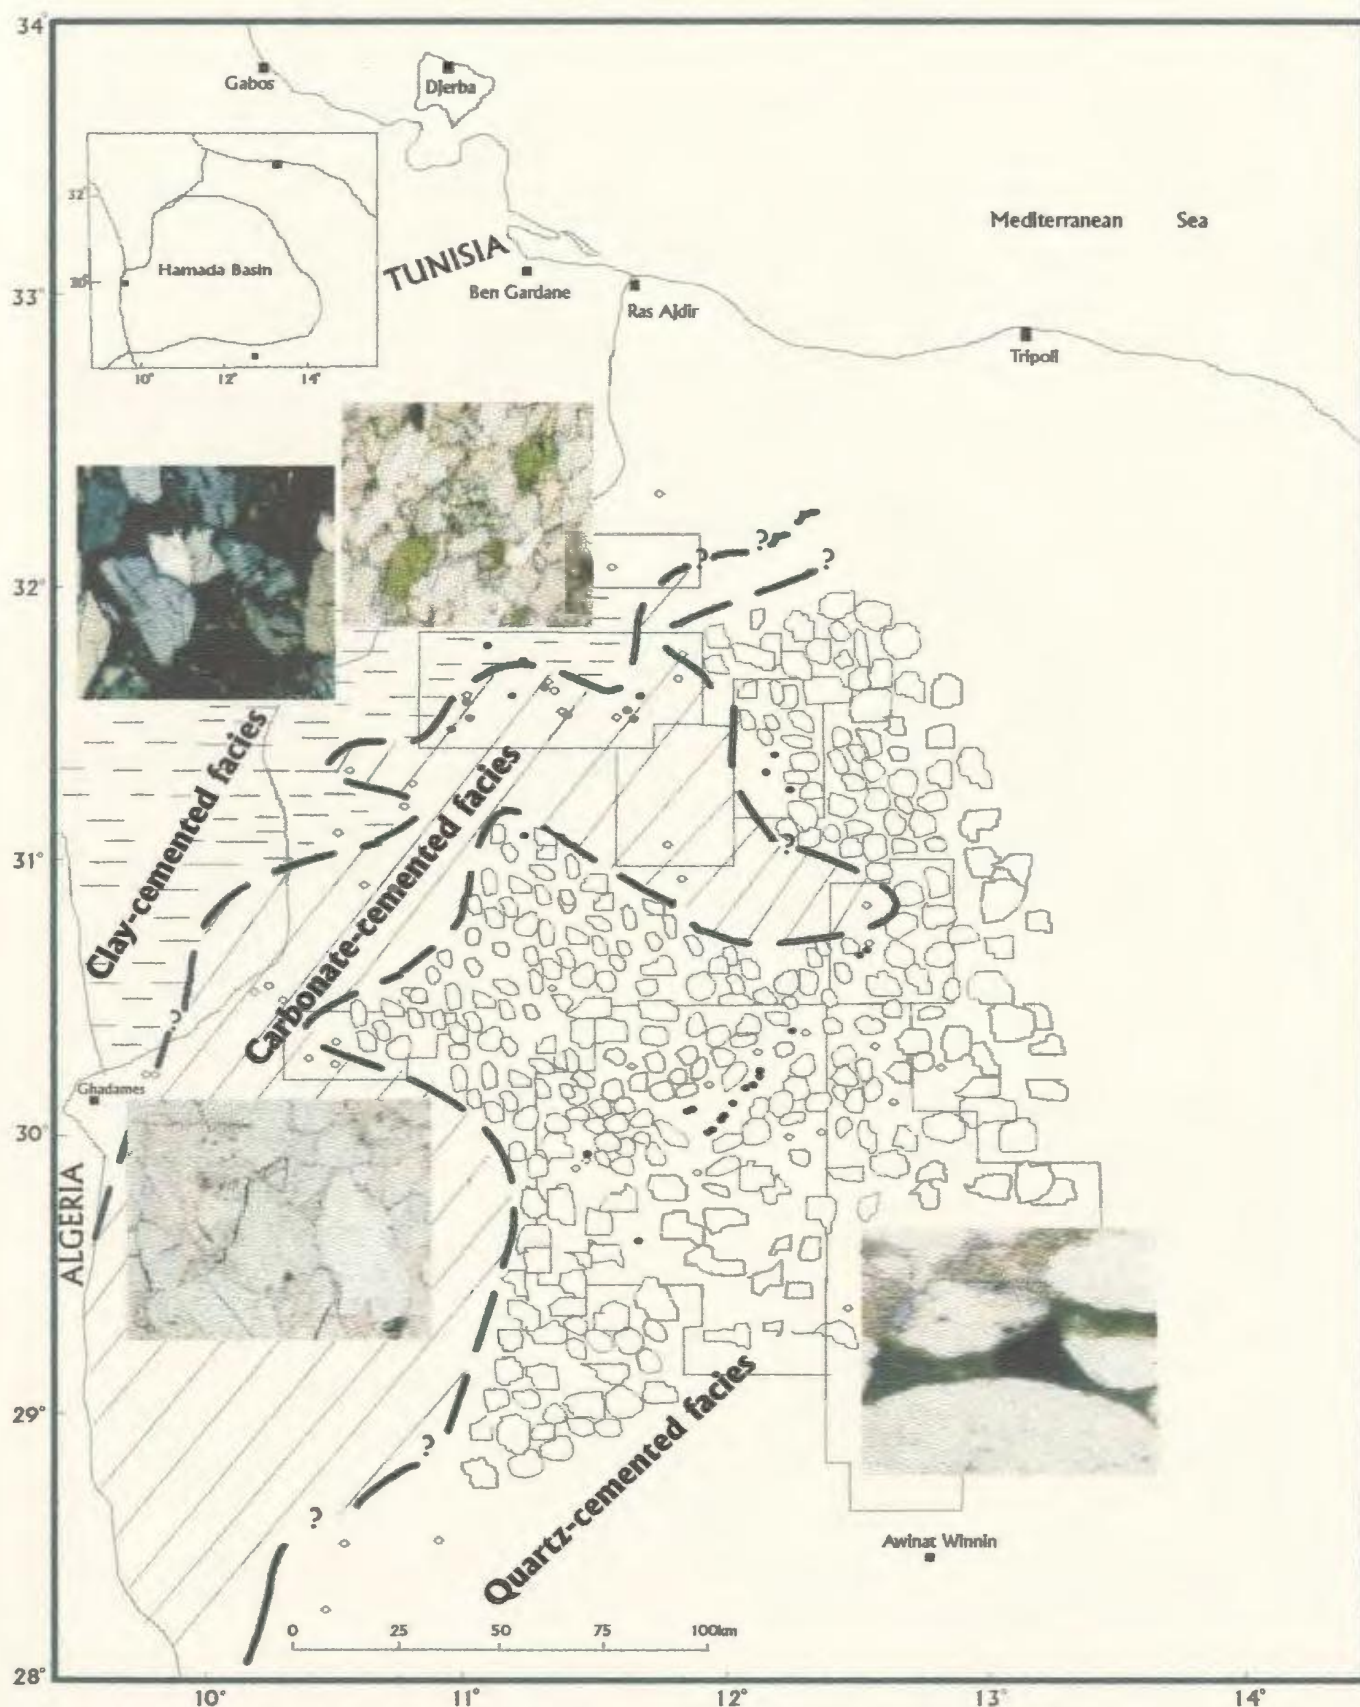 34°
Gabos
Djerba
32°
Hamada Basin
30°
10° 12° 14°
TUNISIA
Mediterranean Sea
33°
Ben Gardane
Ras Ajdir
Tripoli
32°
?
?
?
Clay-cemented facies
Carbonate-cemented facies
31°
?
?
Ghadames
30°
ALGERIA
29°
?
?
Quartz-cemented facies
Awinat Winnin
0 25 50 75 100km
28°
10° 11° 12° 13° 14°